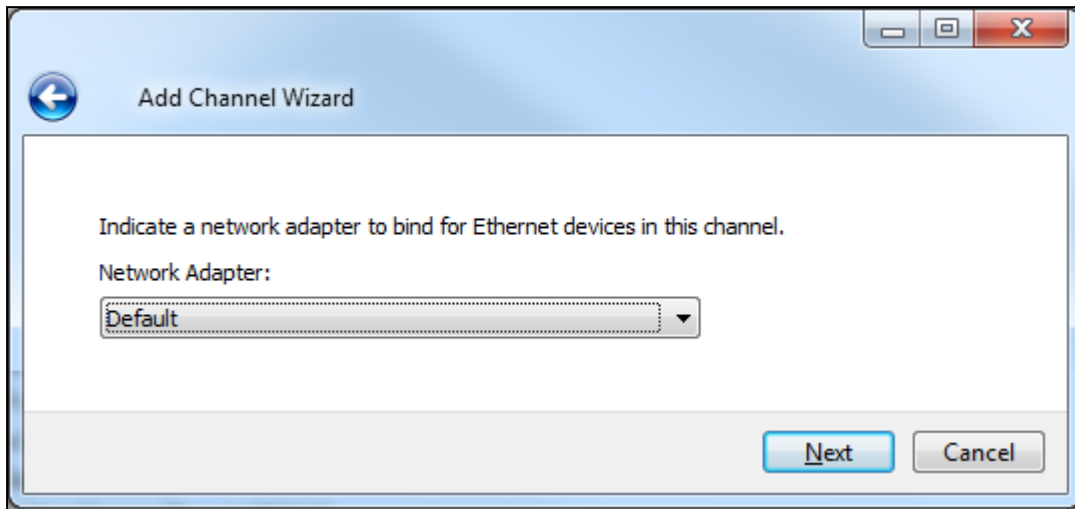 Add Channel Wizard
Indicate a network adapter to bind for Ethernet devices in this channel.
Network Adapter:
Default
Next
Cancel